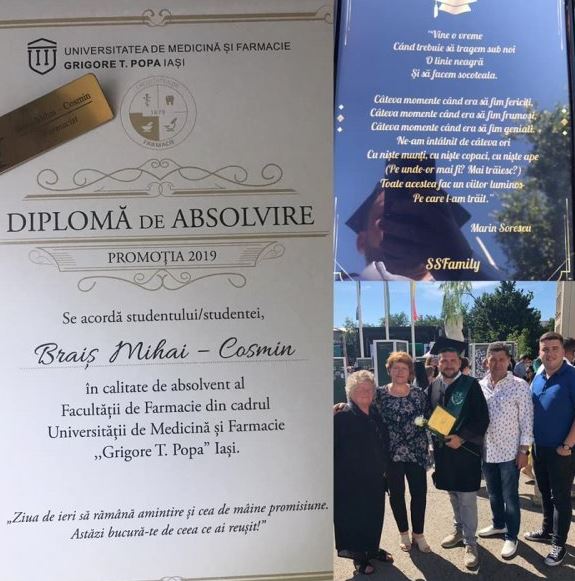 UNIVERSITATEA DE MEDICINĂ ȘI FARMACIE
GRIGORE T. POPA IAȘI
Mihai - Cosmin
Farmacist
1879
FARMACIE
DIPLOMĂ DE ABSOLVIRE
PROMOȚIA 2019
Se acordă studentului/studentei,
Braiș Mihai – Cosmin
în calitate de absolvent al
Facultății de Farmacie din cadrul
Universității de Medicină și Farmacie
,,Grigore T. Popa" Iași.
„Ziua de ieri să rămână amintire și cea de mâine promisiune.
Astăzi bucură-te de ceea ce ai reușit!"
"Vine o vreme
Când trebuie să tragem sub noi
O linie neagră
Și să facem socoteala.
Câteva momente când era să fim fericiți,
Câteva momente când era să fim frumoși,
Câteva momente când era să fim geniali.
Ne-am întâlnit de câteva ori
Cu niște munți, cu niște copaci, cu niște ape
(Pe unde-or mai fi? Mai trăiesc?)
Toate acestea fac un viitor luminos
Pe care l-am trăit."
Marin Sorescu
SSFamily